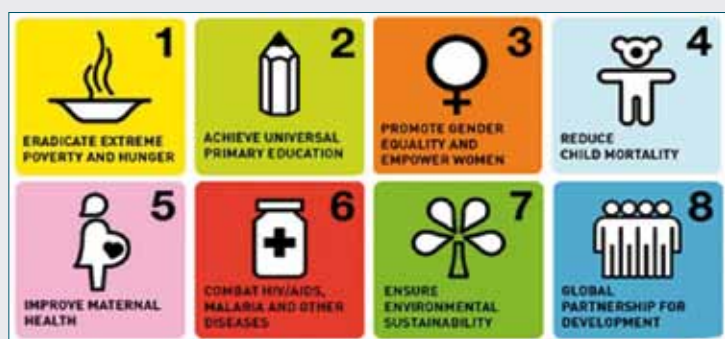 1
ERADICATE EXTREME
POVERTY AND HUNGER
2
ACHIEVE UNIVERSAL
PRIMARY EDUCATION
3
PROMOTE GENDER
EQUALITY AND
EMPOWER WOMEN
4
REDUCE
CHILD MORTALITY
5
IMPROVE MATERNAL
HEALTH
6
COMBAT HIV/AIDS,
MALARIA AND OTHER
DISEASES
7
ENSURE
ENVIRONMENTAL
SUSTAINABILITY
8
GLOBAL
PARTNERSHIP FOR
DEVELOPMENT